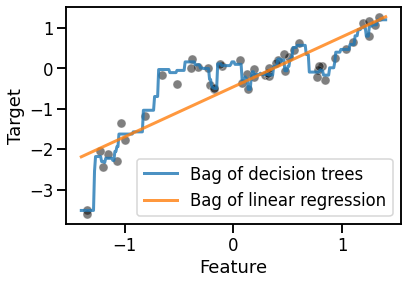 1
0
−1
−2
−3
Target
Bag of decision trees
Bag of linear regression
−1
0
1
Feature